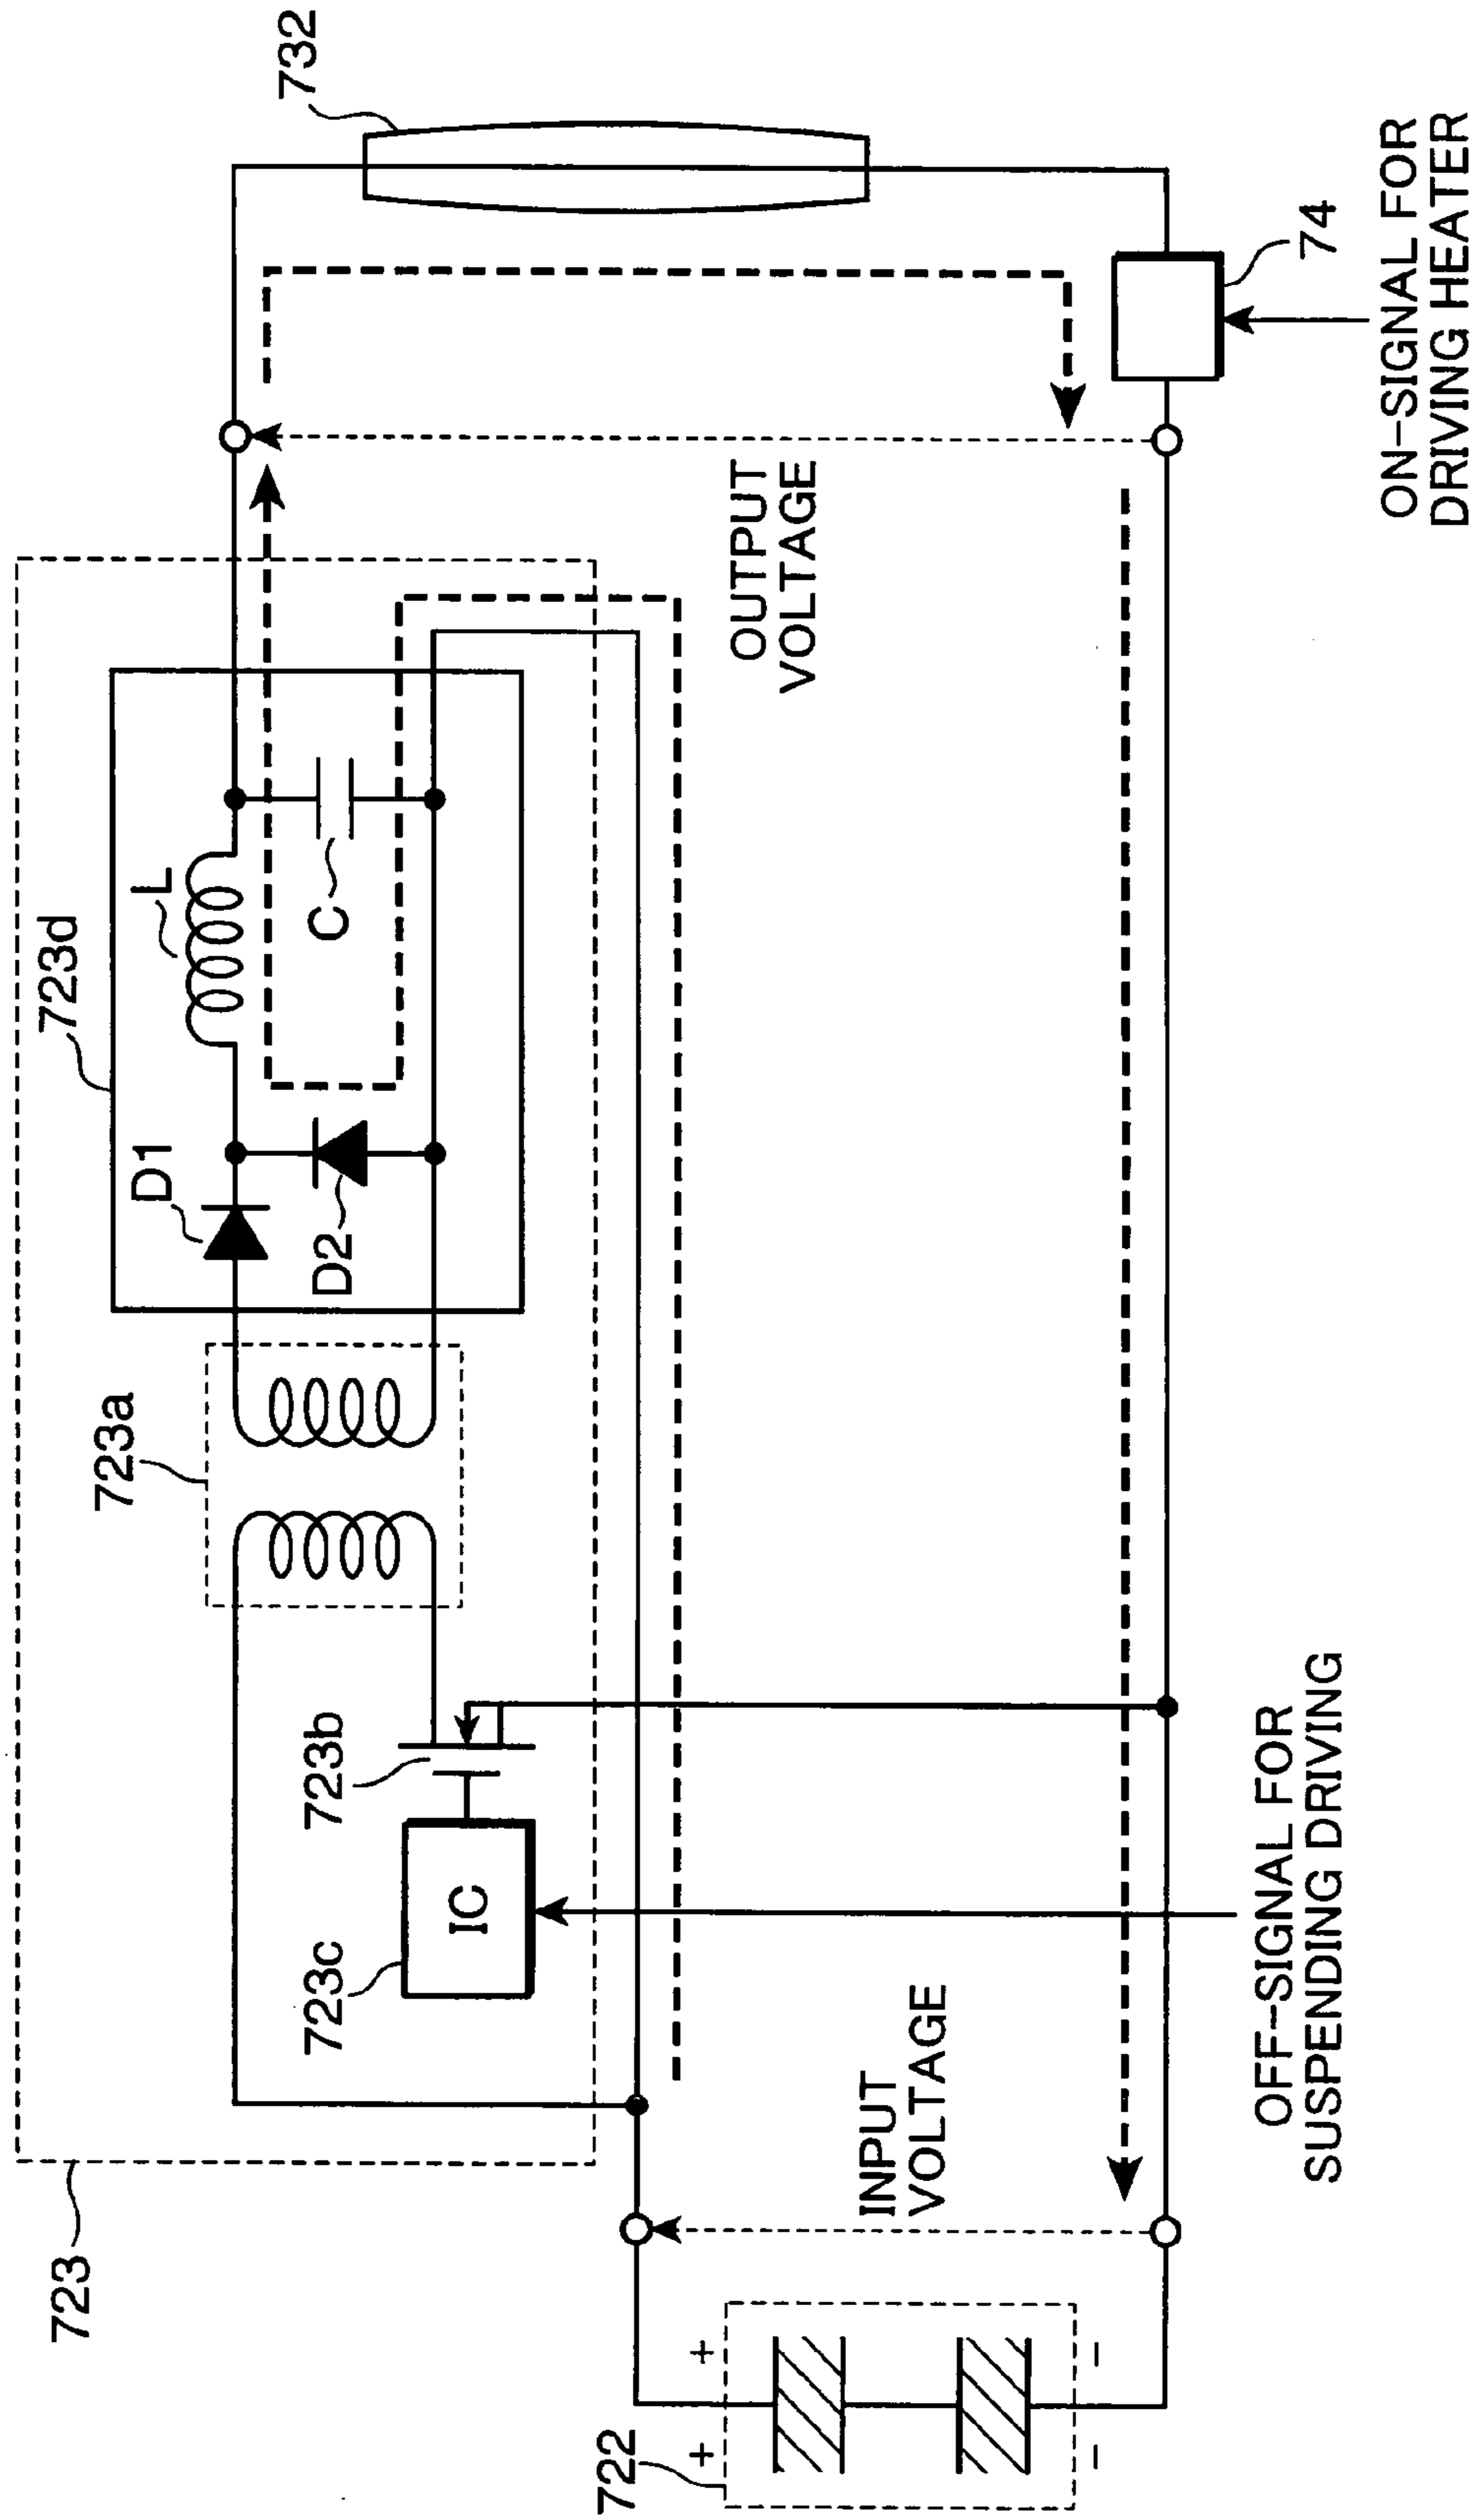 723
723d
723a
D1
L
D2
C
723b
723c
IC
732
722
+
+
−
−
INPUT
VOLTAGE
OUTPUT
VOLTAGE
74
OFF-SIGNAL FOR
SUSPENDING DRIVING
ON-SIGNAL FOR
DRIVING HEATER